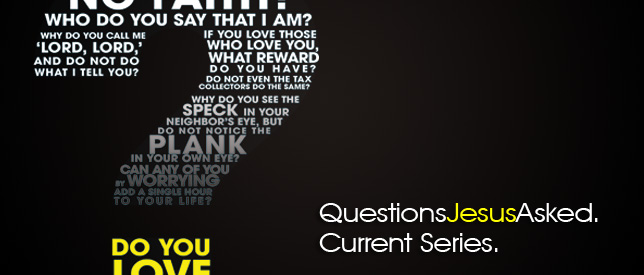 NO FAITH?
WHO DO YOU SAY THAT I AM?
WHY DO YOU CALL ME
'LORD, LORD,'
AND DO NOT DO
WHAT I TELL YOU?
IF YOU LOVE THOSE
WHO LOVE YOU,
WHAT REWARD
DO YOU HAVE?
DO NOT EVEN THE TAX
COLLECTORS DO THE SAME?
WHY DO YOU SEE THE
SPECK IN YOUR
NEIGHBOR'S EYE, BUT
DO NOT NOTICE THE
PLANK
IN YOUR OWN EYE?
CAN ANY OF YOU
BY WORRYING
ADD A SINGLE HOUR
TO YOUR LIFE?
DO YOU
LOVE
QuestionsJesusAsked.
Current Series.